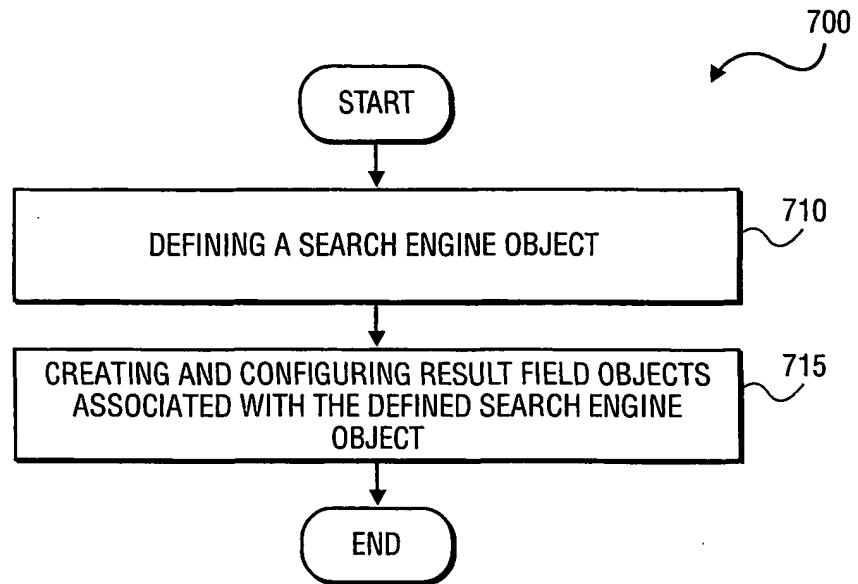 700
START
DEFINING A SEARCH ENGINE OBJECT
710
CREATING AND CONFIGURING RESULT FIELD OBJECTS
ASSOCIATED WITH THE DEFINED SEARCH ENGINE
OBJECT
715
END